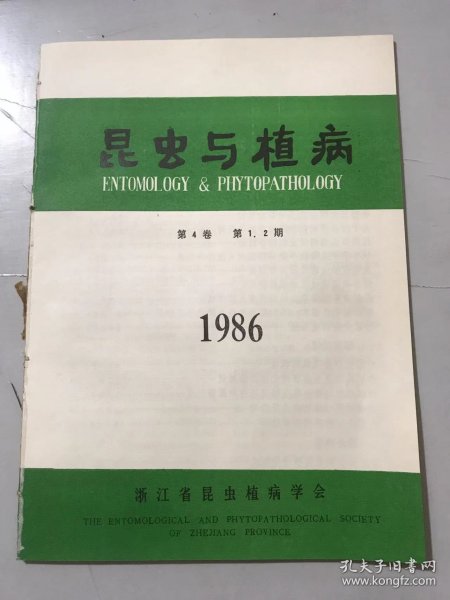 昆虫与植病
ENTOMOLOGY & PHYTOPATHOLOGY
第4卷 第1.2期
1986
浙江省昆虫植病学会
THE ENTOMOLOGICAL AND PHYTOPATHOLOGICAL SOCIETY
OF ZHEJIANG PROVINCE
孔夫子旧书网
www.kongfz.com